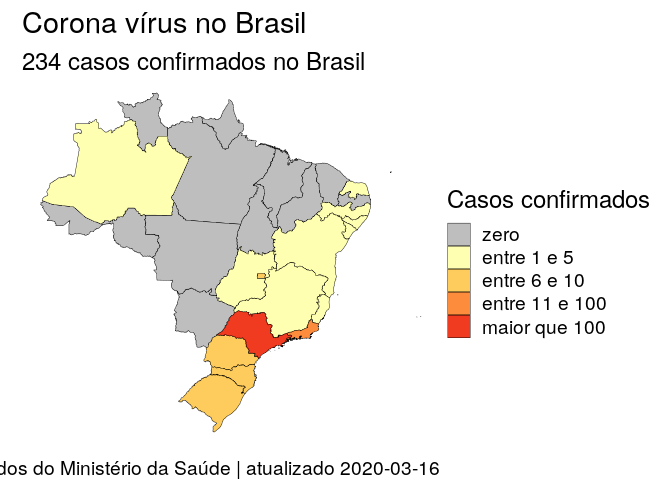 Corona vírus no Brasil
234 casos confirmados no Brasil
Casos confirmados
zero
entre 1 e 5
entre 6 e 10
entre 11 e 100
maior que 100
do Ministério da Saúde | atualizado 2020-03-16